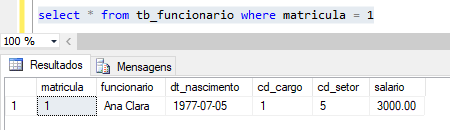 select * from tb_funcionario where matricula = 1
100 %
Resultados Mensagens
matricula funcionario dt_nascimento cd_cargo cd_setor salario
1 1 Ana Clara 1977-07-05 1 5 3000.00